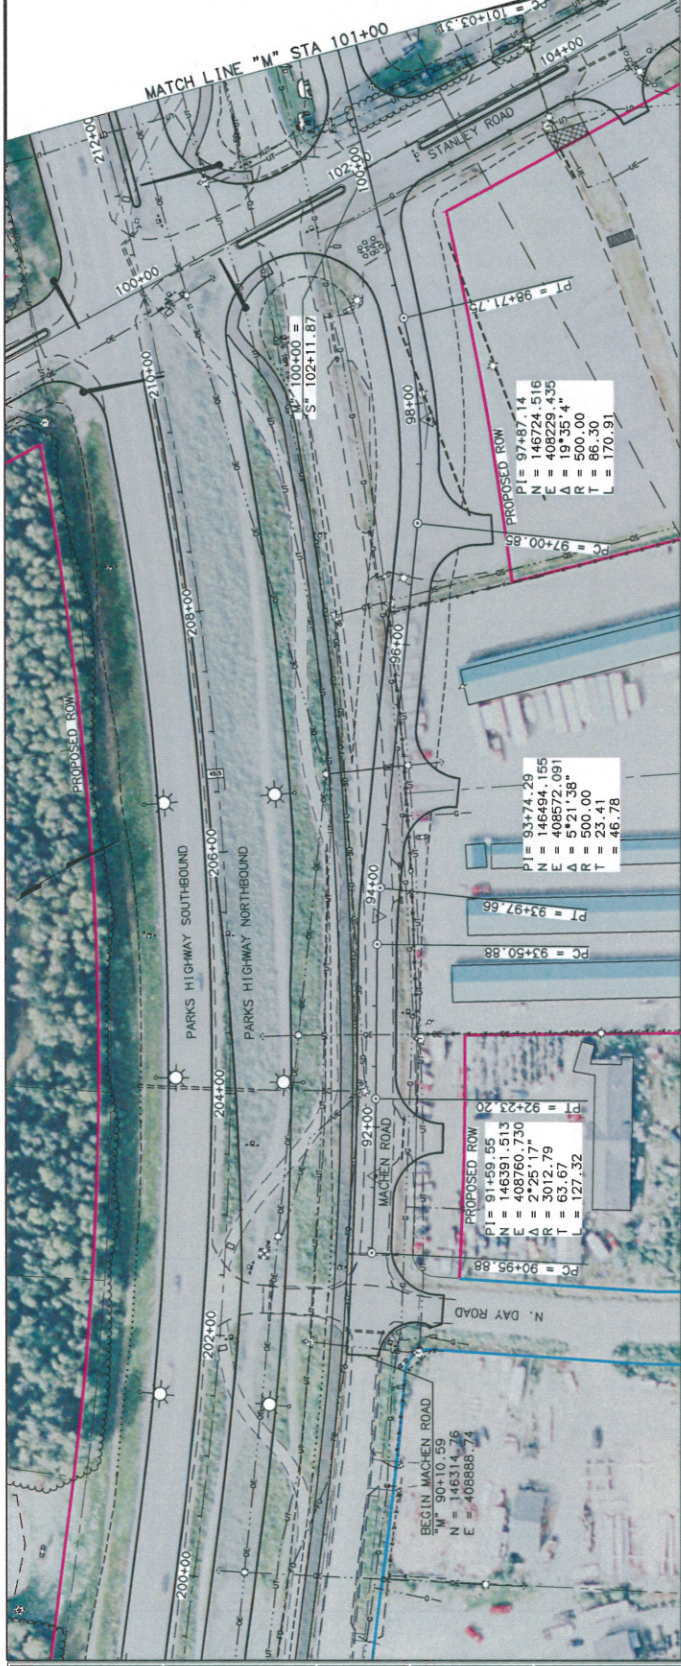 MATCH LINE "M" STA 101+00
PC = 101+03.31
212+00
104+00
STANLEY ROAD
102+00
100+00
100+00
210+00
"M" 100+00 =
"S" 102+11.87
PT = 98+71.75
98+00
PROPOSED ROW
PI = 97+87.14
N = 146724.516
E = 408229.435
Δ = 19°35'4"
R = 500.00
T = 86.30
L = 170.91
PC = 97+00.85
208+00
96+00
PROPOSED ROW
206+00
PARKS HIGHWAY SOUTHBOUND
PARKS HIGHWAY NORTHBOUND
94+00
PI = 93+74.29
N = 146494.155
E = 408572.091
Δ = 5°21'38"
R = 500.00
T = 23.41
L = 46.78
PT = 93+97.66
PC = 93+50.88
204+00
92+00
MACHEN ROAD
PT = 92+23.20
PROPOSED ROW
PI = 91+59.55
N = 146391.513
E = 408760.730
Δ = 2°25'17"
R = 3012.79
T = 63.67
L = 127.32
PC = 90+95.88
202+00
N. DAY ROAD
BEGIN MACHEN ROAD
"M" 90+10.59
N = 146314.76
E = 408888.74
200+00